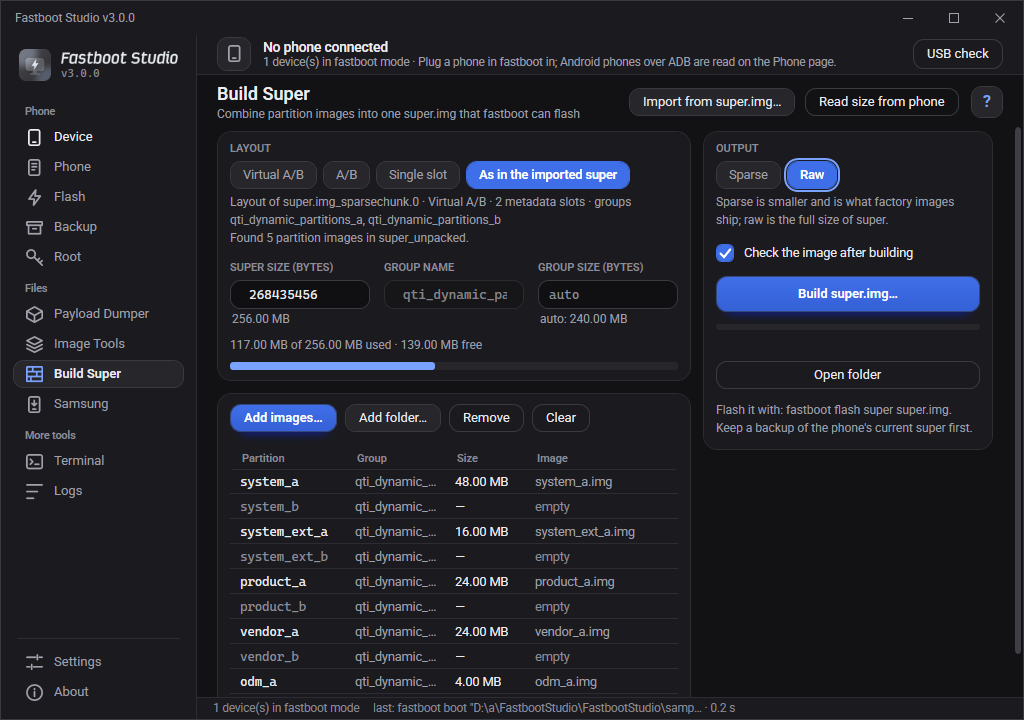 Fastboot Studio v3.0.0
Fastboot Studio
v3.0.0
Phone
Device
Phone
Flash
Backup
Root
Files
Payload Dumper
Image Tools
Build Super
Samsung
More tools
Terminal
Logs
Settings
About
No phone connected
1 device(s) in fastboot mode · Plug a phone in fastboot in; Android phones over ADB are read on the Phone page.
USB check
Build Super
Combine partition images into one super.img that fastboot can flash
Import from super.img…
Read size from phone
?
LAYOUT
Virtual A/B
A/B
Single slot
As in the imported super
Layout of super.img_sparsechunk.0 · Virtual A/B · 2 metadata slots · groups
qti_dynamic_partitions_a, qti_dynamic_partitions_b
Found 5 partition images in super_unpacked.
SUPER SIZE (BYTES) GROUP NAME GROUP SIZE (BYTES)
268435456 qti_dynamic_pa auto
256.00 MB auto: 240.00 MB
117.00 MB of 256.00 MB used · 139.00 MB free
Add images… Add folder… Remove Clear
Partition Group Size Image
system_a qti_dynamic_… 48.00 MB system_a.img
system_b qti_dynamic_… — empty
system_ext_a qti_dynamic_… 16.00 MB system_ext_a.img
system_ext_b qti_dynamic_… — empty
product_a qti_dynamic_… 24.00 MB product_a.img
product_b qti_dynamic_… — empty
vendor_a qti_dynamic_… 24.00 MB vendor_a.img
vendor_b qti_dynamic_… — empty
odm_a qti_dynamic_… 4.00 MB odm_a.img
OUTPUT
Sparse Raw
Sparse is smaller and is what factory images
ship; raw is the full size of super.
Check the image after building
Build super.img…
Open folder
Flash it with: fastboot flash super super.img.
Keep a backup of the phone's current super first.
1 device(s) in fastboot mode last: fastboot boot "D:\a\FastbootStudio\FastbootStudio\samp… · 0.2 s